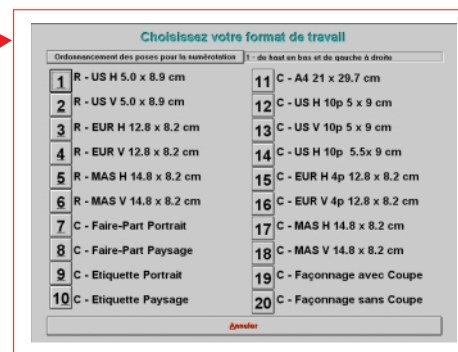 Choisissez votre format de travail
Ordonnancement des poses pour la numérotation
1 - de haut en bas et de gauche à droite
1 R - US H 5.0 x 8.9 cm
2 R - US V 5.0 x 8.9 cm
3 R - EUR H 12.8 x 8.2 cm
4 R - EUR V 12.8 x 8.2 cm
5 R - MAS H 14.8 x 8.2 cm
6 R - MAS V 14.8 x 8.2 cm
7 C - Faire-Part Portrait
8 C - Faire-Part Paysage
9 C - Etiquette Portrait
10 C - Etiquette Paysage
11 C - A4 21 x 29.7 cm
12 C - US H 10p 5 x 9 cm
13 C - US V 10p 5 x 9 cm
14 C - US H 10p 5.5x 9 cm
15 C - EUR H 4p 12.8 x 8.2 cm
16 C - EUR V 4p 12.8 x 8.2 cm
17 C - MAS H 14.8 x 8.2 cm
18 C - MAS V 14.8 x 8.2 cm
19 C - Façonnage avec Coupe
20 C - Façonnage sans Coupe
Annuler